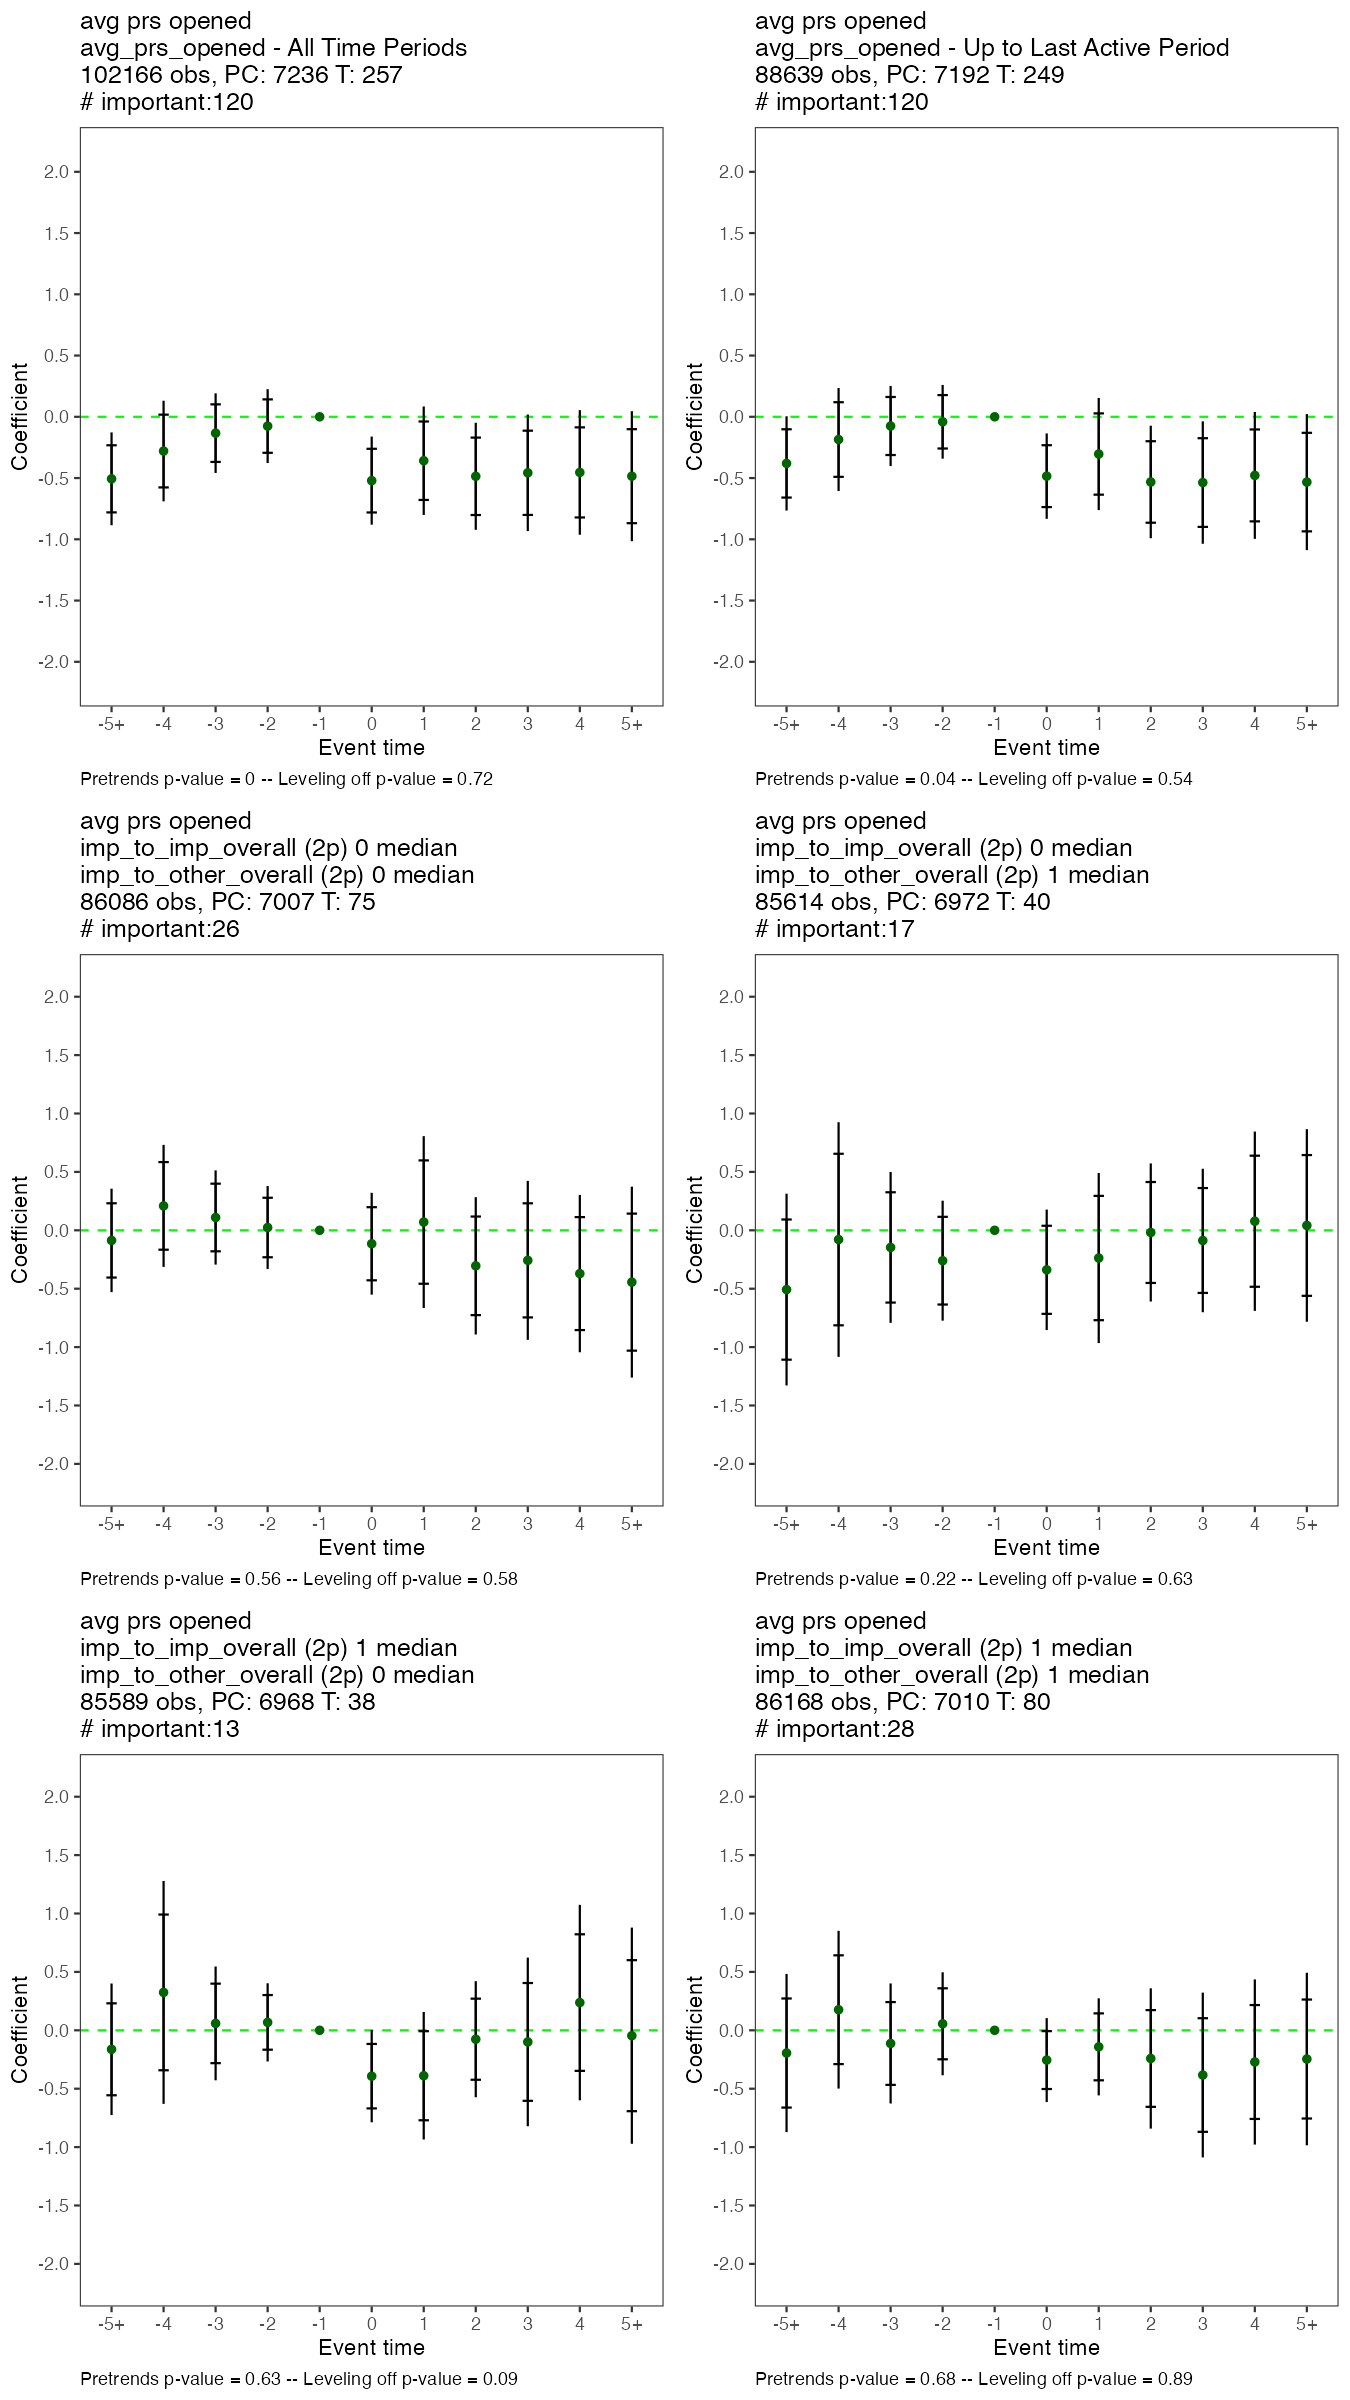 avg prs opened
avg_prs_opened - All Time Periods
102166 obs, PC: 7236 T: 257
# important:120
2.0
1.5
1.0
0.5
0.0
-0.5
-1.0
-1.5
-2.0
Coefficient
-5+ -4 -3 -2 -1 0 1 2 3 4 5+
Event time
Pretrends p-value = 0 -- Leveling off p-value = 0.72
avg prs opened
avg_prs_opened - Up to Last Active Period
88639 obs, PC: 7192 T: 249
# important:120
2.0
1.5
1.0
0.5
0.0
-0.5
-1.0
-1.5
-2.0
Coefficient
-5+ -4 -3 -2 -1 0 1 2 3 4 5+
Event time
Pretrends p-value = 0.04 -- Leveling off p-value = 0.54
avg prs opened
imp_to_imp_overall (2p) 0 median
imp_to_other_overall (2p) 0 median
86086 obs, PC: 7007 T: 75
# important:26
2.0
1.5
1.0
0.5
0.0
-0.5
-1.0
-1.5
-2.0
Coefficient
-5+ -4 -3 -2 -1 0 1 2 3 4 5+
Event time
Pretrends p-value = 0.56 -- Leveling off p-value = 0.58
avg prs opened
imp_to_imp_overall (2p) 0 median
imp_to_other_overall (2p) 1 median
85614 obs, PC: 6972 T: 40
# important:17
2.0
1.5
1.0
0.5
0.0
-0.5
-1.0
-1.5
-2.0
Coefficient
-5+ -4 -3 -2 -1 0 1 2 3 4 5+
Event time
Pretrends p-value = 0.22 -- Leveling off p-value = 0.63
avg prs opened
imp_to_imp_overall (2p) 1 median
imp_to_other_overall (2p) 0 median
85589 obs, PC: 6968 T: 38
# important:13
2.0
1.5
1.0
0.5
0.0
-0.5
-1.0
-1.5
-2.0
Coefficient
-5+ -4 -3 -2 -1 0 1 2 3 4 5+
Event time
Pretrends p-value = 0.63 -- Leveling off p-value = 0.09
avg prs opened
imp_to_imp_overall (2p) 1 median
imp_to_other_overall (2p) 1 median
86168 obs, PC: 7010 T: 80
# important:28
2.0
1.5
1.0
0.5
0.0
-0.5
-1.0
-1.5
-2.0
Coefficient
-5+ -4 -3 -2 -1 0 1 2 3 4 5+
Event time
Pretrends p-value = 0.68 -- Leveling off p-value = 0.89